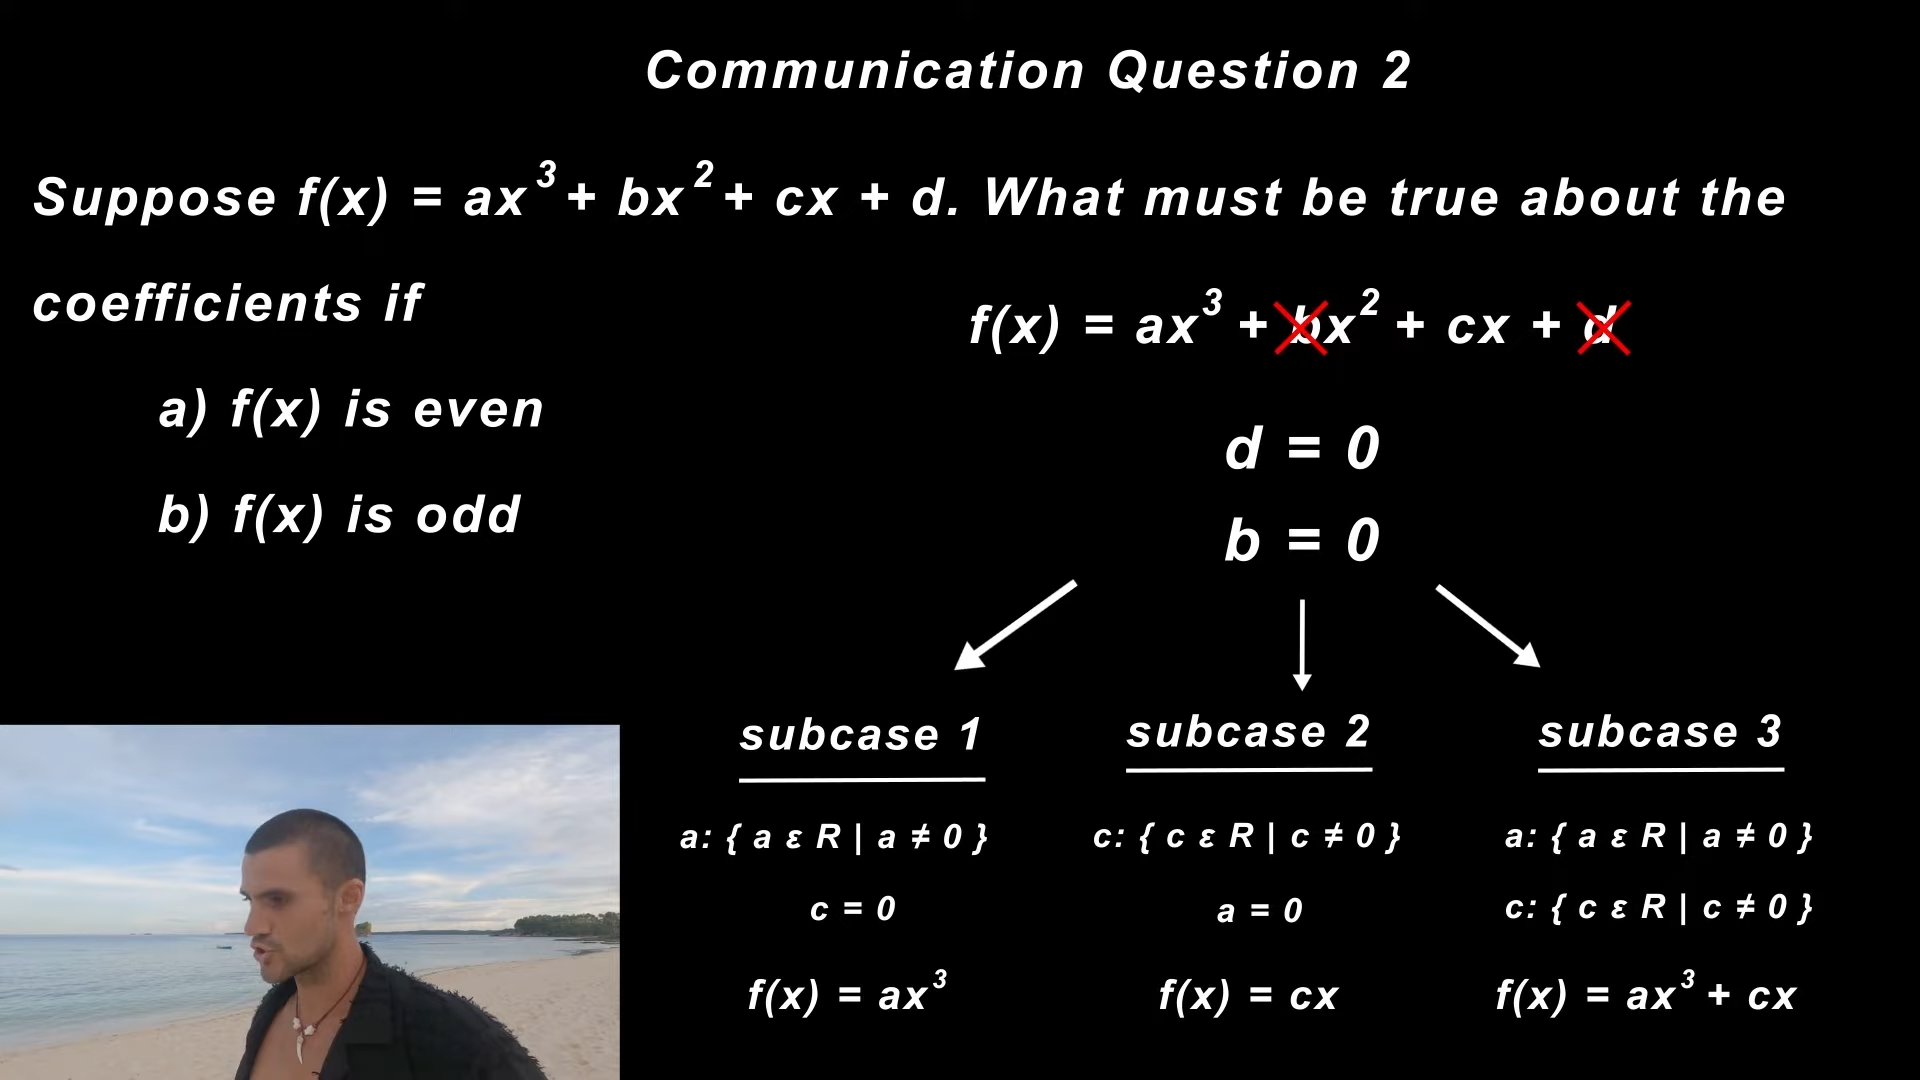 Communication Question 2
Suppose f(x) = ax³ + bx² + cx + d. What must be true about the
coefficients if
a) f(x) is even
b) f(x) is odd
f(x) = ax³ + bx² + cx + d
d = 0
b = 0
subcase 1
a: { a ε R | a ≠ 0 }
c = 0
f(x) = ax³
subcase 2
c: { c ε R | c ≠ 0 }
a = 0
f(x) = cx
subcase 3
a: { a ε R | a ≠ 0 }
c: { c ε R | c ≠ 0 }
f(x) = ax³ + cx